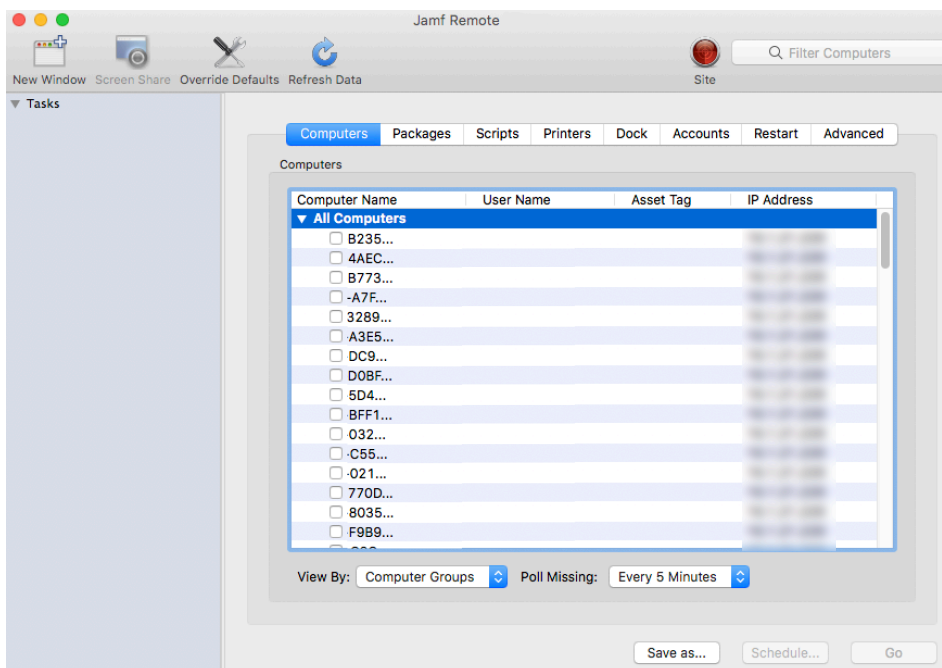 Jamf Remote
New Window Screen Share Override Defaults Refresh Data Site Filter Computers
Tasks
Computers Packages Scripts Printers Dock Accounts Restart Advanced
Computers
Computer Name User Name Asset Tag IP Address
All Computers
B235...
4AEC...
B773...
-A7F...
3289...
·A3E5...
·DC9...
D0BF...
5D4...
·BFF1...
·032...
·C55...
·021...
770D...
·8035...
·F9B9...
View By: Computer Groups Poll Missing: Every 5 Minutes
Save as... Schedule... Go